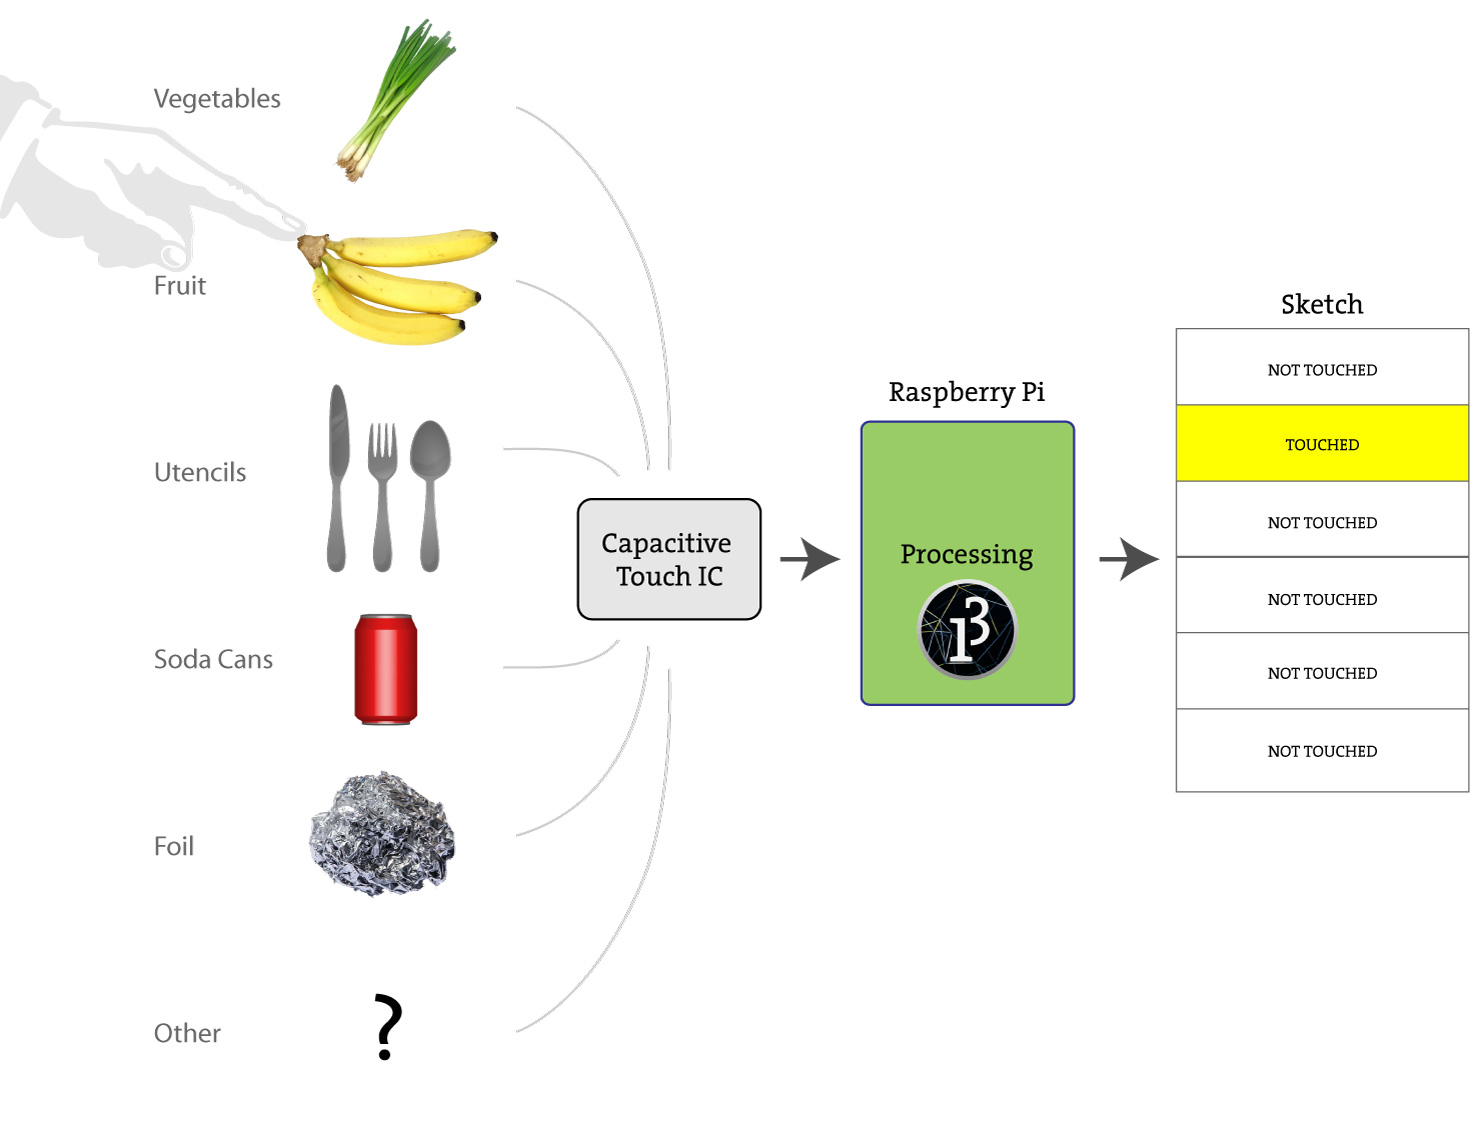 Vegetables
Fruit
Utencils
Soda Cans
Foil
Other
?
Capacitive
Touch IC
Raspberry Pi
Processing
13
Sketch
NOT TOUCHED
TOUCHED
NOT TOUCHED
NOT TOUCHED
NOT TOUCHED
NOT TOUCHED